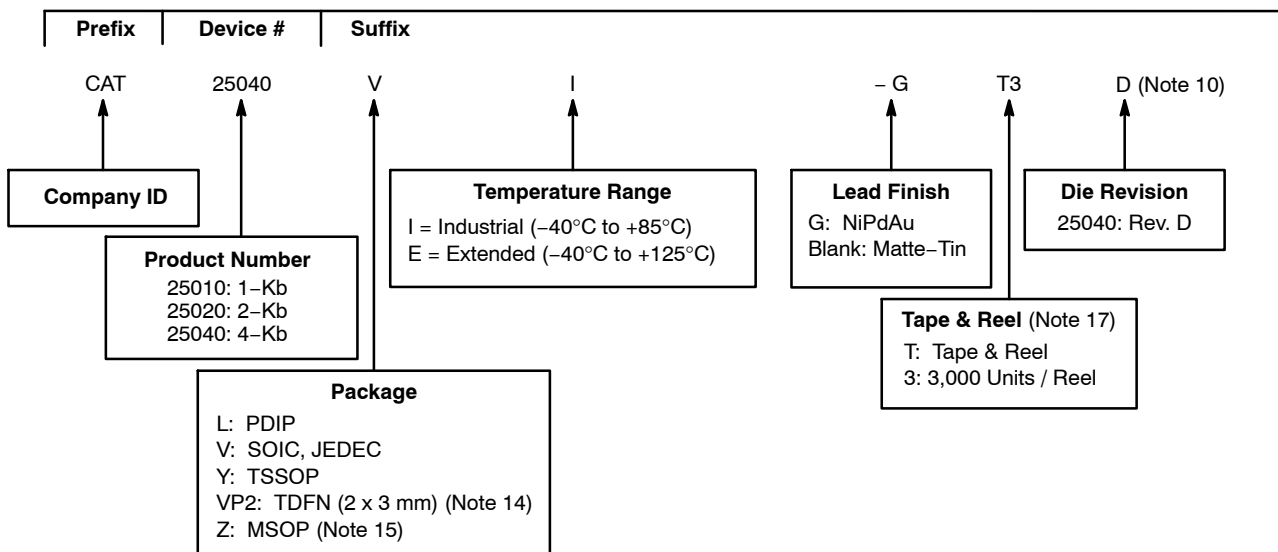 Prefix Device # Suffix
CAT 25040 V I – G T3 D (Note 10)
Company ID
Product Number
25010: 1–Kb
25020: 2–Kb
25040: 4–Kb
Package
L: PDIP
V: SOIC, JEDEC
Y: TSSOP
VP2: TDFN (2 x 3 mm) (Note 14)
Z: MSOP (Note 15)
Temperature Range
I = Industrial (–40°C to +85°C)
E = Extended (–40°C to +125°C)
Lead Finish
G: NiPdAu
Blank: Matte–Tin
Tape & Reel (Note 17)
T: Tape & Reel
3: 3,000 Units / Reel
Die Revision
25040: Rev. D